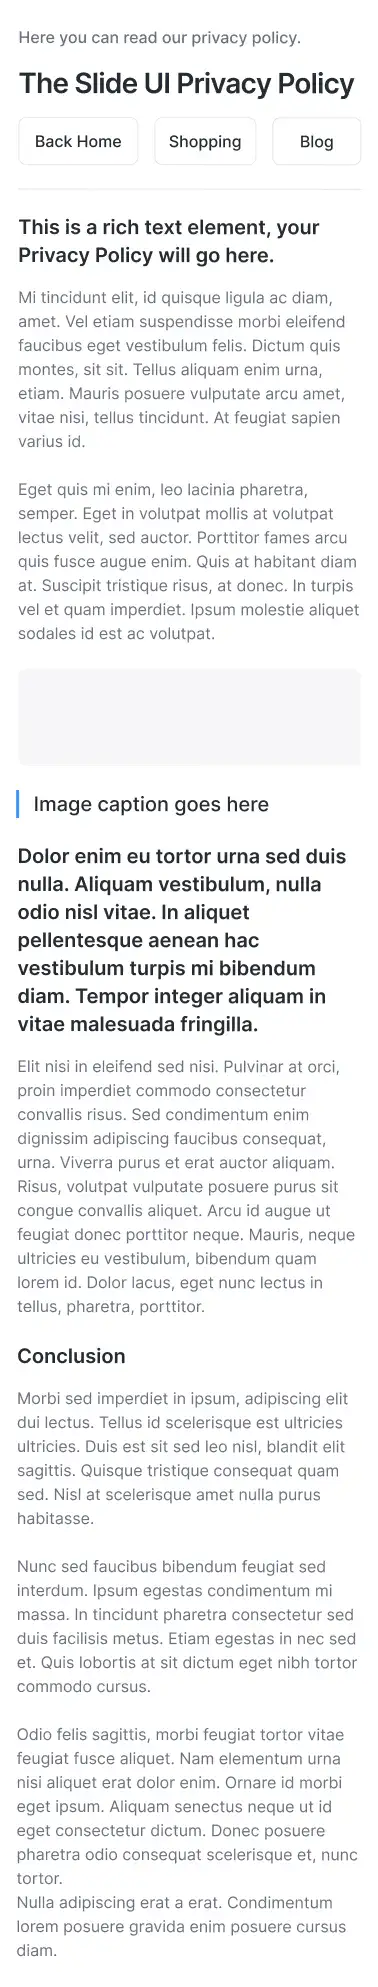 Here you can read our privacy policy.
The Slide UI Privacy Policy
Back Home
Shopping
Blog
This is a rich text element, your
Privacy Policy will go here.
Mi tincidunt elit, id quisque ligula ac diam,
amet. Vel etiam suspendisse morbi eleifend
faucibus eget vestibulum felis. Dictum quis
montes, sit sit. Tellus aliquam enim urna,
etiam. Mauris posuere vulputate arcu amet,
vitae nisi, tellus tincidunt. At feugiat sapien
varius id.
Eget quis mi enim, leo lacinia pharetra,
semper. Eget in volutpat mollis at volutpat
lectus velit, sed auctor. Porttitor fames arcu
quis fusce augue enim. Quis at habitant diam
at. Suscipit tristique risus, at donec. In turpis
vel et quam imperdiet. Ipsum molestie aliquet
sodales id est ac volutpat.
Image caption goes here
Dolor enim eu tortor urna sed duis
nulla. Aliquam vestibulum, nulla
odio nisl vitae. In aliquet
pellentesque aenean hac
vestibulum turpis mi bibendum
diam. Tempor integer aliquam in
vitae malesuada fringilla.
Elit nisi in eleifend sed nisi. Pulvinar at orci,
proin imperdiet commodo consectetur
convallis risus. Sed condimentum enim
dignissim adipiscing faucibus consequat,
urna. Viverra purus et erat auctor aliquam.
Risus, volutpat vulputate posuere purus sit
congue convallis aliquet. Arcu id augue ut
feugiat donec porttitor neque. Mauris, neque
ultricies eu vestibulum, bibendum quam
lorem id. Dolor lacus, eget nunc lectus in
tellus, pharetra, porttitor.
Conclusion
Morbi sed imperdiet in ipsum, adipiscing elit
dui lectus. Tellus id scelerisque est ultricies
ultricies. Duis est sit sed leo nisl, blandit elit
sagittis. Quisque tristique consequat quam
sed. Nisl at scelerisque amet nulla purus
habitasse.
Nunc sed faucibus bibendum feugiat sed
interdum. Ipsum egestas condimentum mi
massa. In tincidunt pharetra consectetur sed
duis facilisis metus. Etiam egestas in nec sed
et. Quis lobortis at sit dictum eget nibh tortor
commodo cursus.
Odio felis sagittis, morbi feugiat tortor vitae
feugiat fusce aliquet. Nam elementum urna
nisi aliquet erat dolor enim. Ornare id morbi
eget ipsum. Aliquam senectus neque ut id
eget consectetur dictum. Donec posuere
pharetra odio consequat scelerisque et, nunc
tortor.
Nulla adipiscing erat a erat. Condimentum
lorem posuere gravida enim posuere cursus
diam.